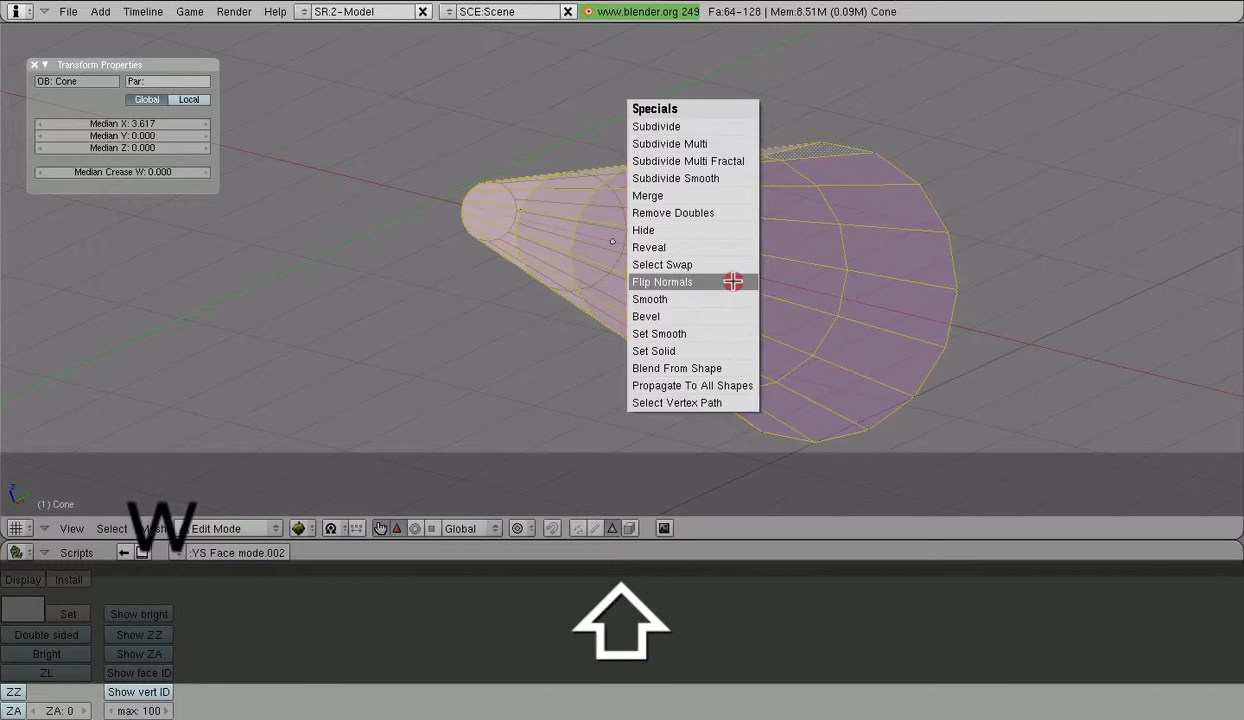 File Add Timeline Game Render Help SR:2-Model SCE:Scene www.blender.org 249 Fa:64-128 | Mem:8.51M (0.09M) Cone
Transform Properties
OB: Cone Par:
Global Local
Median X: 3.617
Median Y: 0.000
Median Z: 0.000
Median Crease W: 0.000
Specials
Subdivide
Subdivide Multi
Subdivide Multi Fractal
Subdivide Smooth
Merge
Remove Doubles
Hide
Reveal
Select Swap
Flip Normals
Smooth
Bevel
Set Smooth
Set Solid
Blend From Shape
Propagate To All Shapes
Select Vertex Path
Z
(1) Cone
W
View Select Mesh Edit Mode Global
Scripts :YS Face mode.002
Display Install
Set Show bright
Double sided Show ZZ
Bright Show ZA
ZL Show face ID
ZZ Show vert ID
ZA ZA: 0 max: 100